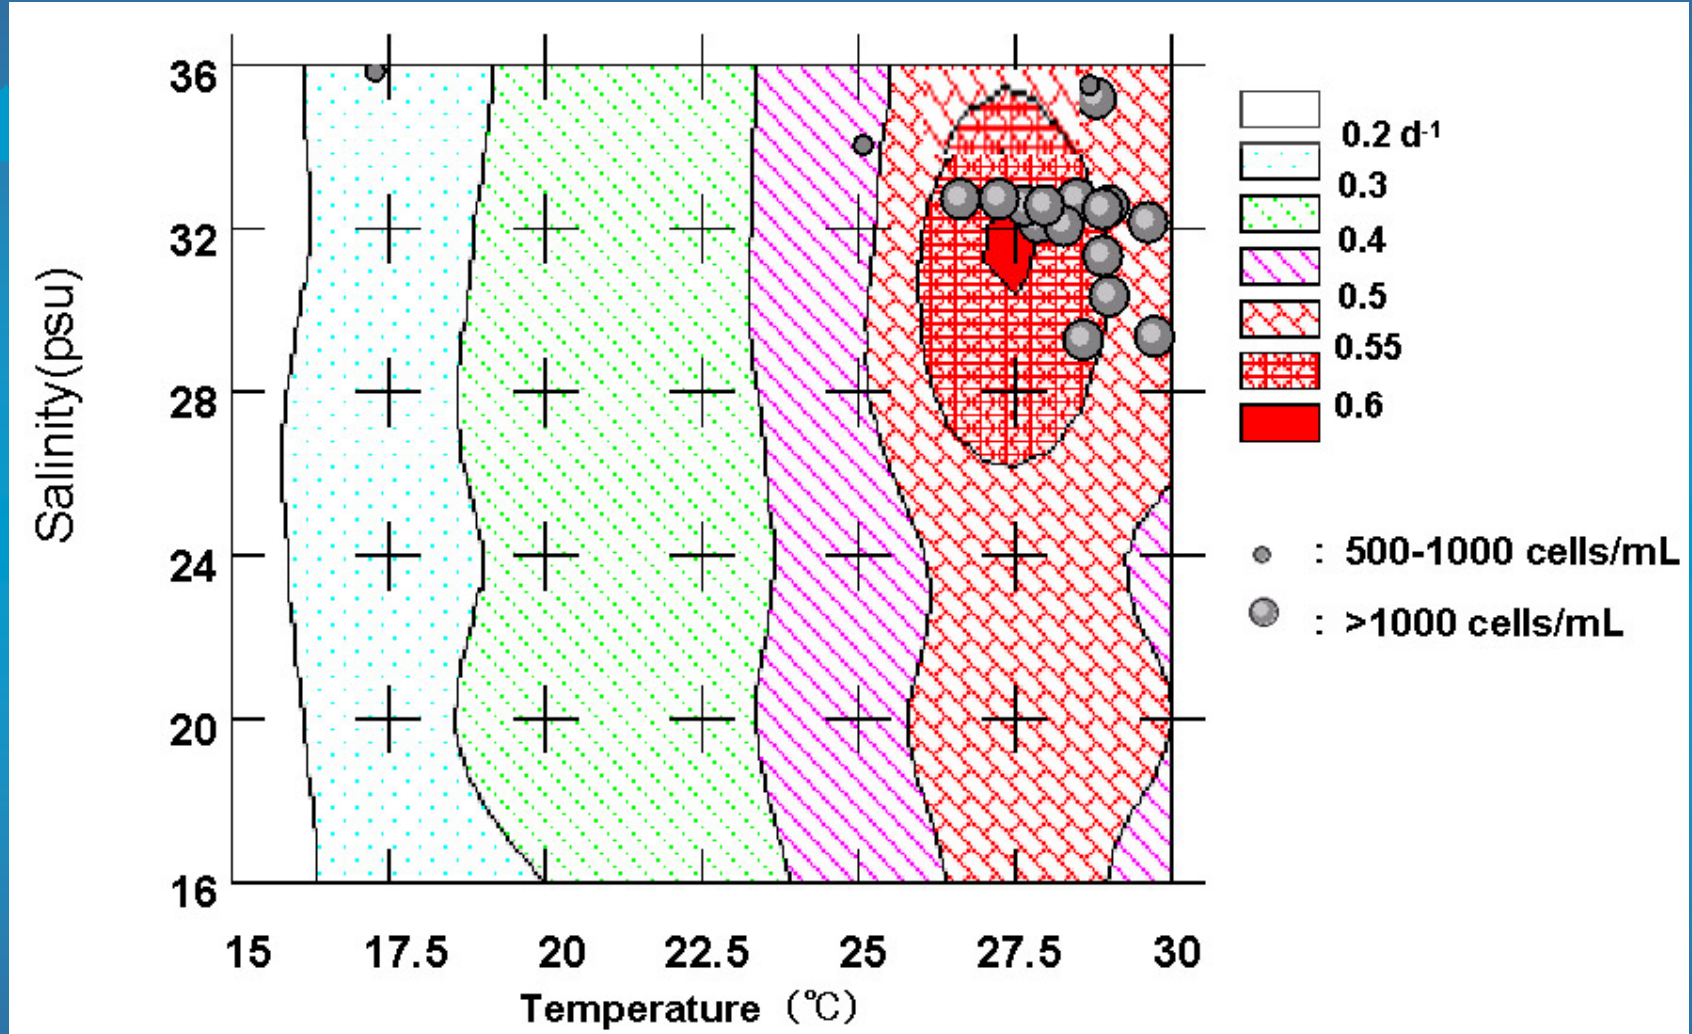 Salinity(psu)
36
32
28
24
20
16
15 17.5 20 22.5 25 27.5 30
Temperature (℃)
0.2 d-1
0.3
0.4
0.5
0.55
0.6
: 500-1000 cells/mL
: >1000 cells/mL